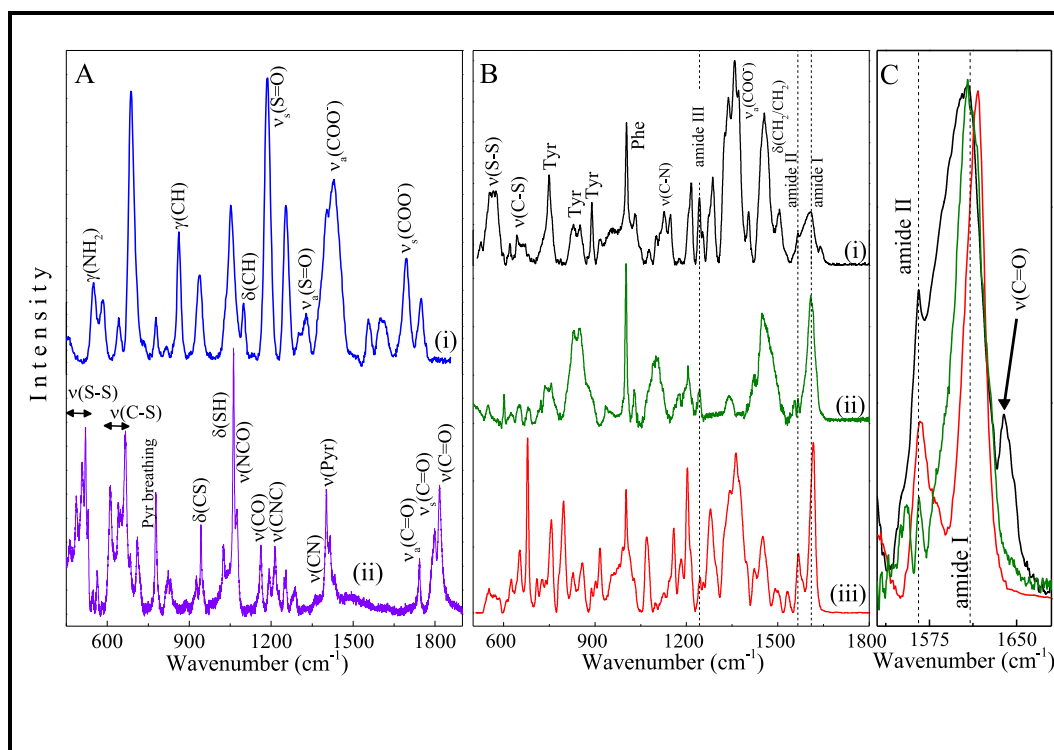 A
ν(S-S)
ν(C-S)
γ(NH₂)
γ(CH)
δ(CH)
νₛ(S=O)
νₐ(S=O)
νₐ(COO⁻)
νₛ(COO⁻)
(i)
Pyr breathing
δ(CS)
δ(SH)
ν(NCO)
ν(CO)
ν(CNC)
ν(CN)
ν(Pyr)
νₐ(C=O)
νₛ(C=O)
ν(C=O)
(ii)
Intensity
600 900 1200 1500 1800
Wavenumber (cm⁻¹)
B
ν(S-S)
ν(C-S)
Tyr
Tyr
Tyr
Phe
ν(C-N)
amide III
νₐ(COO⁻)
δ(CH₂/CH₂)
amide II
amide I
(i)
(ii)
(iii)
600 900 1200 1500 1800
Wavenumber (cm⁻¹)
C
amide II
amide I
ν(C=O)
1575 1650
Wavenumber (cm⁻¹)